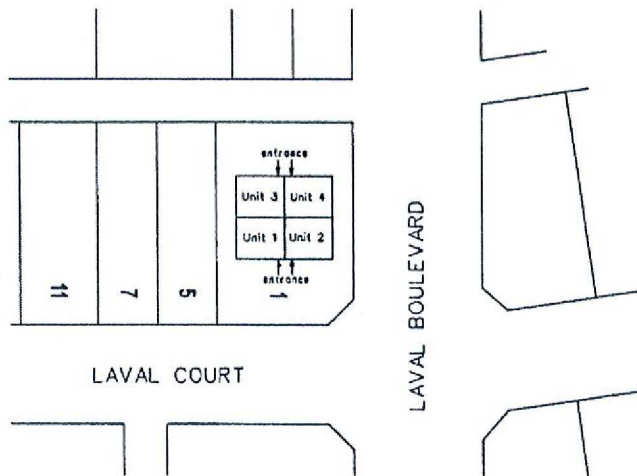 entrance
Unit 3 Unit 4
Unit 1 Unit 2
entrance
11 7 5 1
LAVAL COURT
LAVAL BOULEVARD